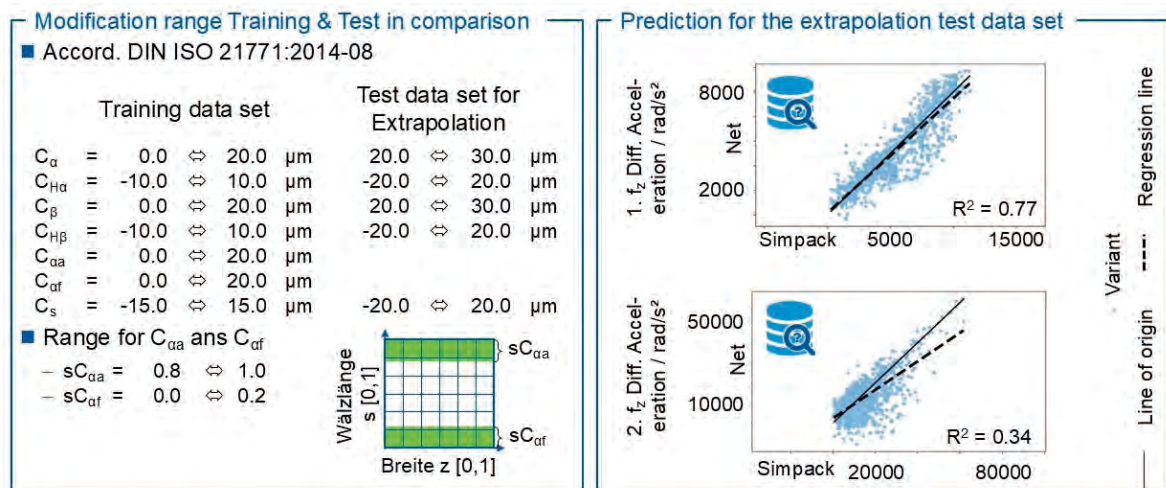 Modification range Training & Test in comparison
■ Accord. DIN ISO 21771:2014-08
Training data set
Test data set for
Extrapolation
Cα = 0.0 ⇔ 20.0 µm 20.0 ⇔ 30.0 µm
CHα = -10.0 ⇔ 10.0 µm -20.0 ⇔ 20.0 µm
Cβ = 0.0 ⇔ 20.0 µm 20.0 ⇔ 30.0 µm
CHβ = -10.0 ⇔ 10.0 µm -20.0 ⇔ 20.0 µm
Cαa = 0.0 ⇔ 20.0 µm
Cαf = 0.0 ⇔ 20.0 µm
Cs = -15.0 ⇔ 15.0 µm -20.0 ⇔ 20.0 µm
■ Range for Cαa ans Cαf
– sCαa = 0.8 ⇔ 1.0
– sCαf = 0.0 ⇔ 0.2
Wälzlänge
s [0,1]
sCαa
sCαf
Breite z [0,1]
Prediction for the extrapolation test data set
1. fz Diff. Accel-
eration / rad/s²
Net
8000
2000
R² = 0.77
Simpack 5000 15000
2. fz Diff. Accel-
eration / rad/s²
Net
50000
10000
R² = 0.34
Simpack 20000 80000
Variant
Regression line
Line of origin